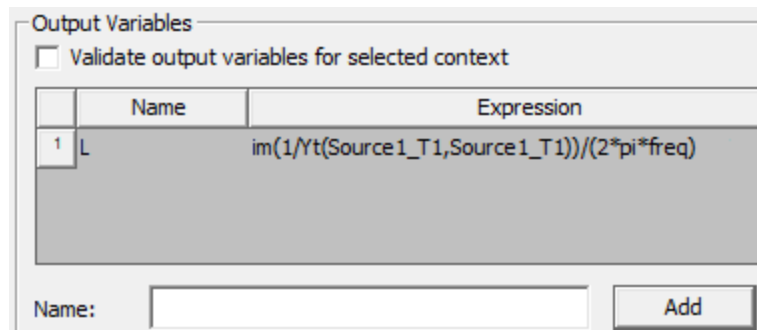 Output Variables
Validate output variables for selected context
Name Expression
1 L im(1/Yt(Source1_T1,Source1_T1))/(2*pi*freq)
Name: Add